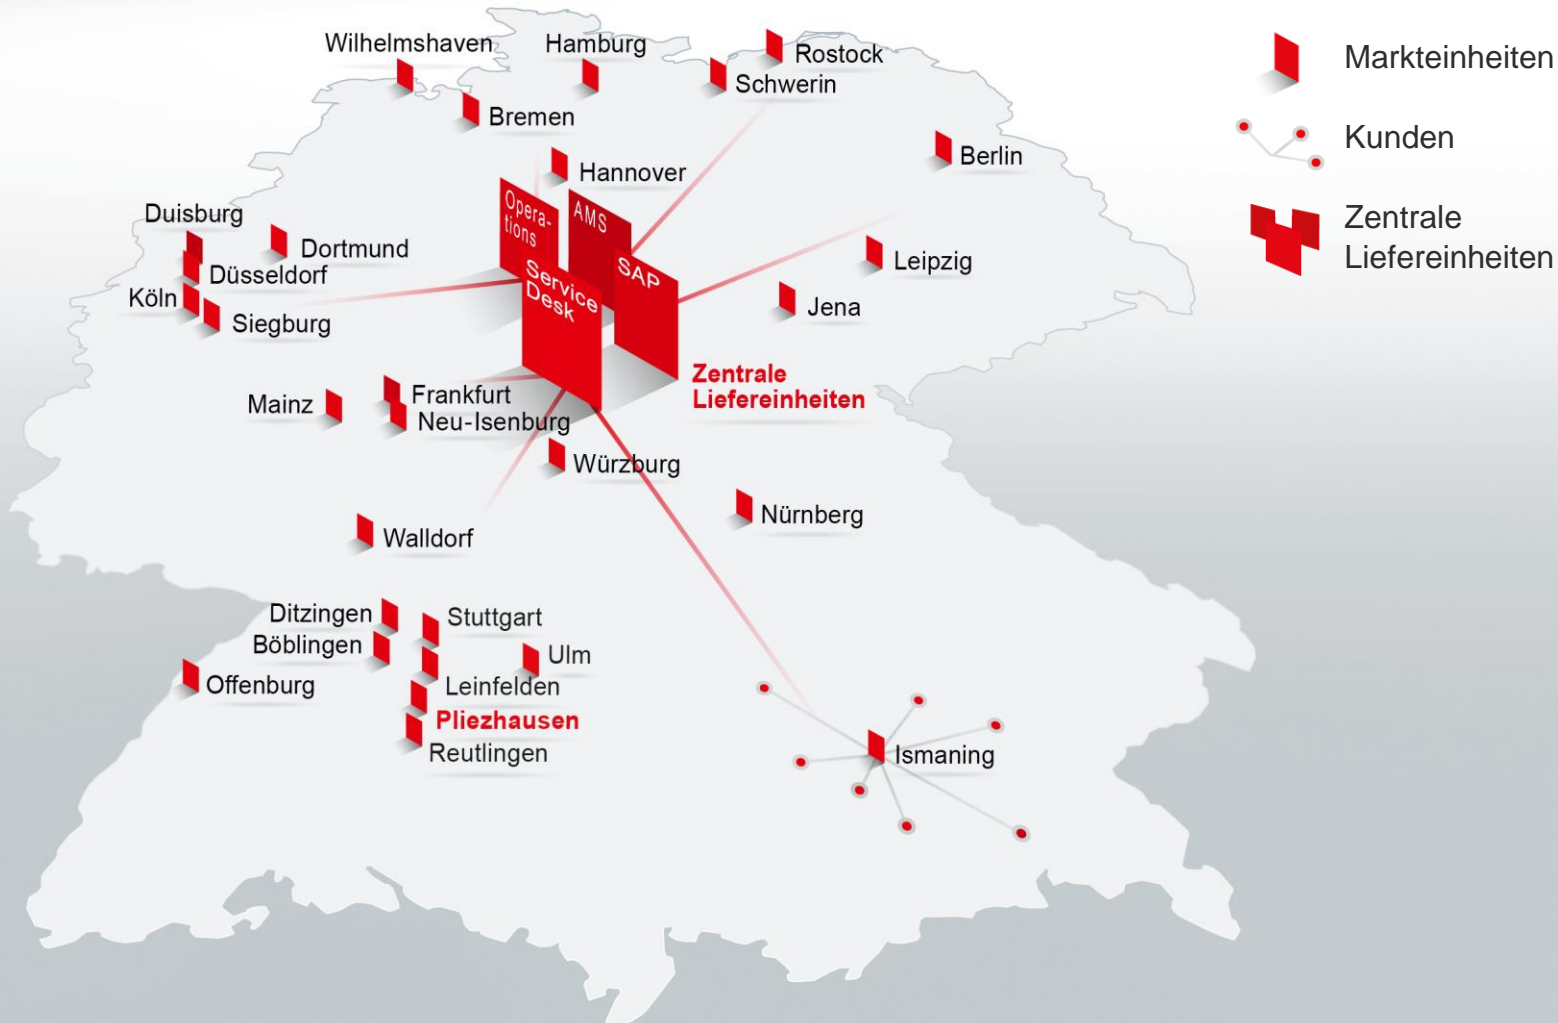 Wilhelmshaven
Hamburg
Rostock
Schwerin
Bremen
Berlin
Hannover
Duisburg
Dortmund
Düsseldorf
Köln
Siegburg
Leipzig
Jena
Opera-
tions
AMS
SAP
Service
Desk
Zentrale
Liefereinheiten
Mainz
Frankfurt
Neu-Isenburg
Würzburg
Nürnberg
Walldorf
Ditzingen
Stuttgart
Böblingen
Ulm
Offenburg
Leinfelden
Pliezhausen
Reutlingen
Ismaning
Markteinheiten
Kunden
Zentrale
Liefereinheiten